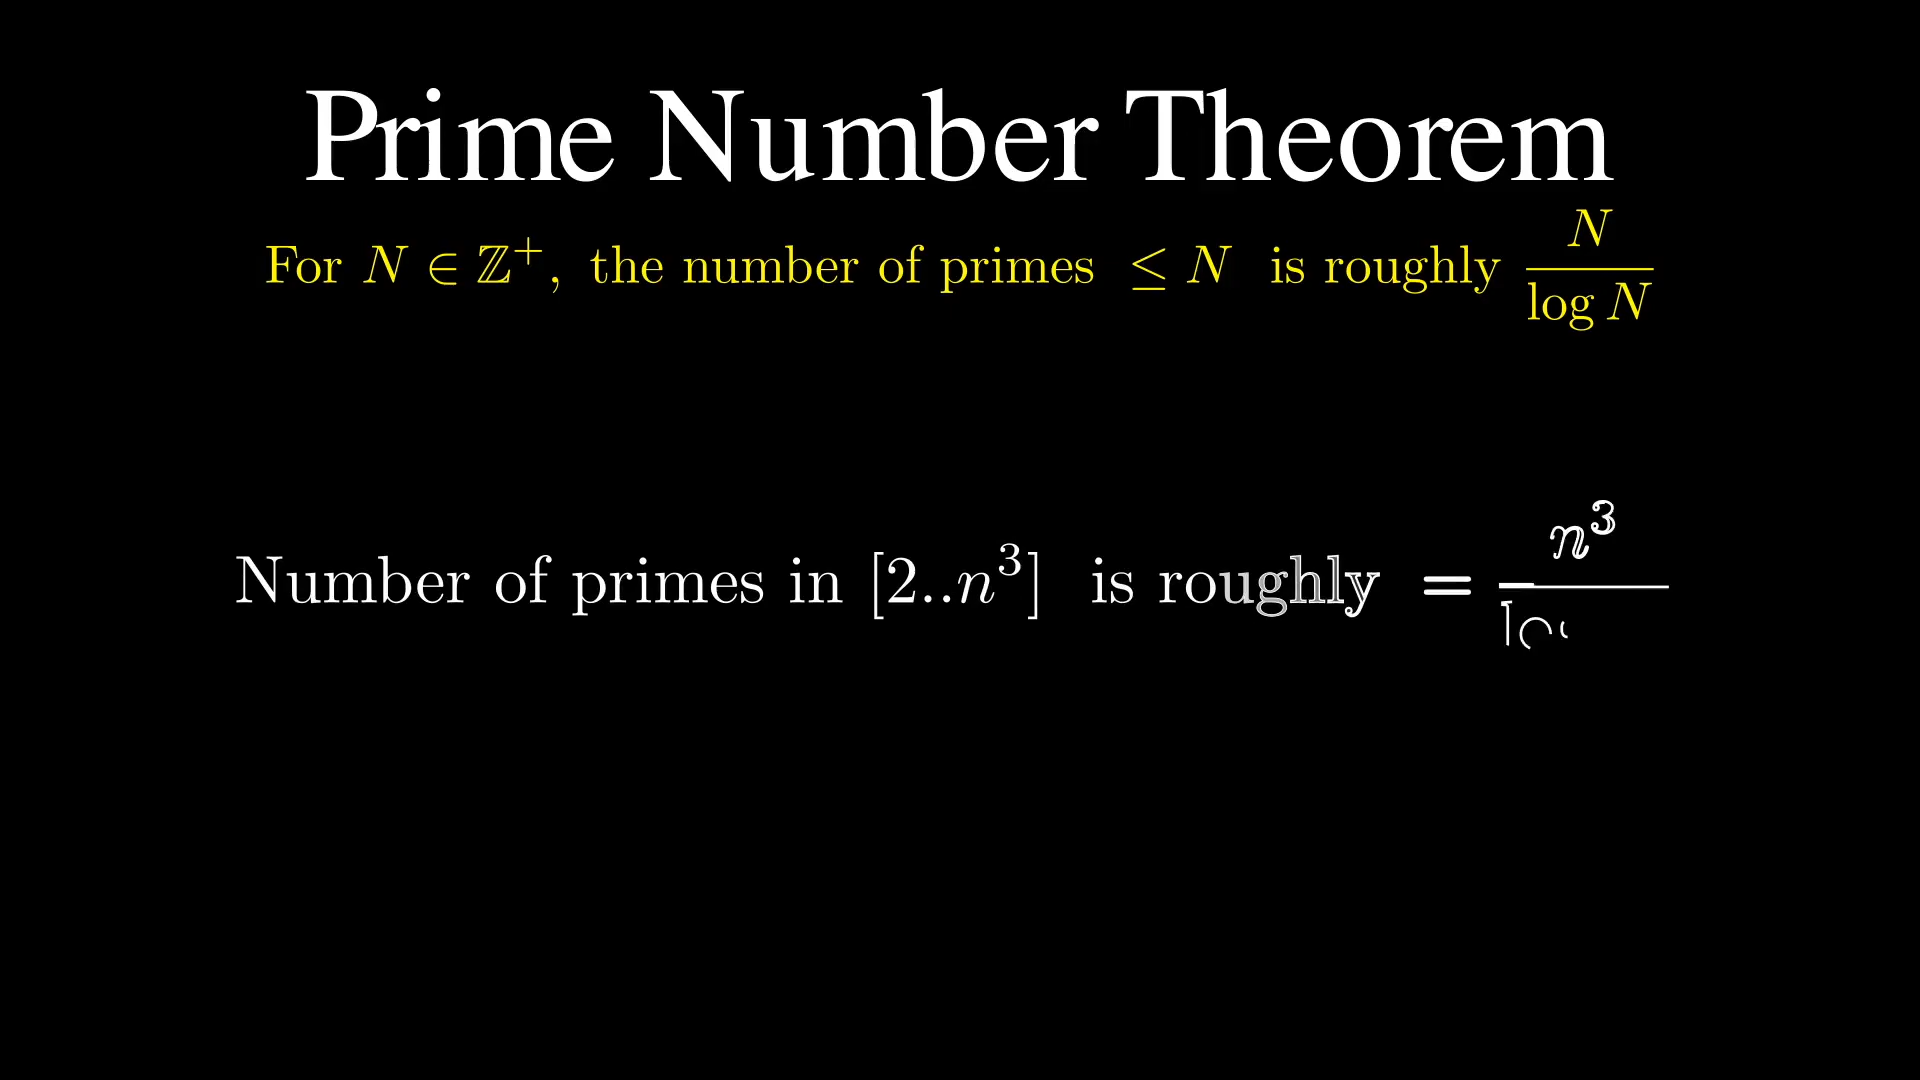 Prime Number Theorem
For N ∈ ℤ⁺, the number of primes ≤ N is roughly N / log N
Number of primes in [2..n³] is roughly = n³ /